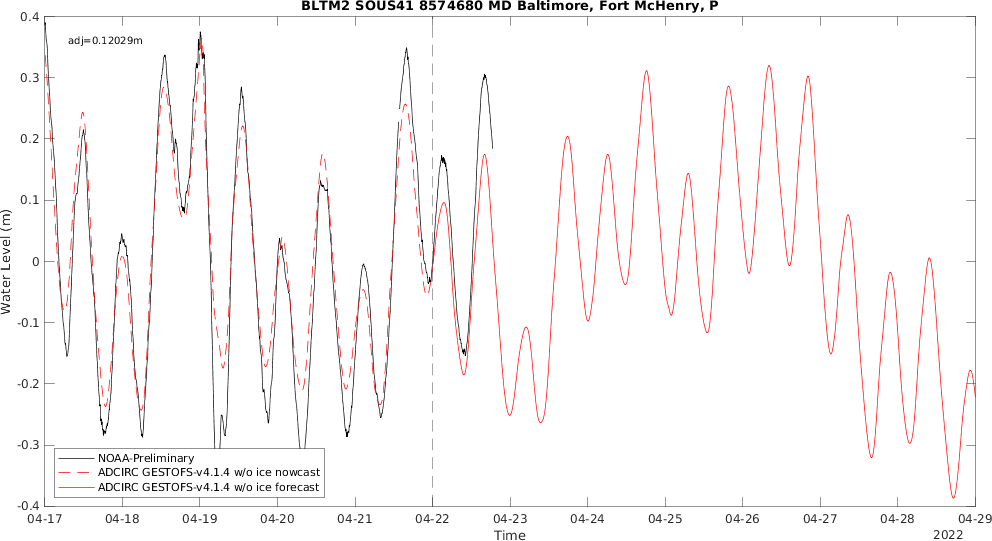 BLTM2 SOUS41 8574680 MD Baltimore, Fort McHenry, P
adj=0.12029m
0.4
0.3
0.2
0.1
0
-0.1
-0.2
-0.3
-0.4
Water Level (m)
NOAA-Preliminary
ADCIRC GESTOFS-v4.1.4 w/o ice nowcast
ADCIRC GESTOFS-v4.1.4 w/o ice forecast
04-17 04-18 04-19 04-20 04-21 04-22 04-23 04-24 04-25 04-26 04-27 04-28 04-29
Time
2022